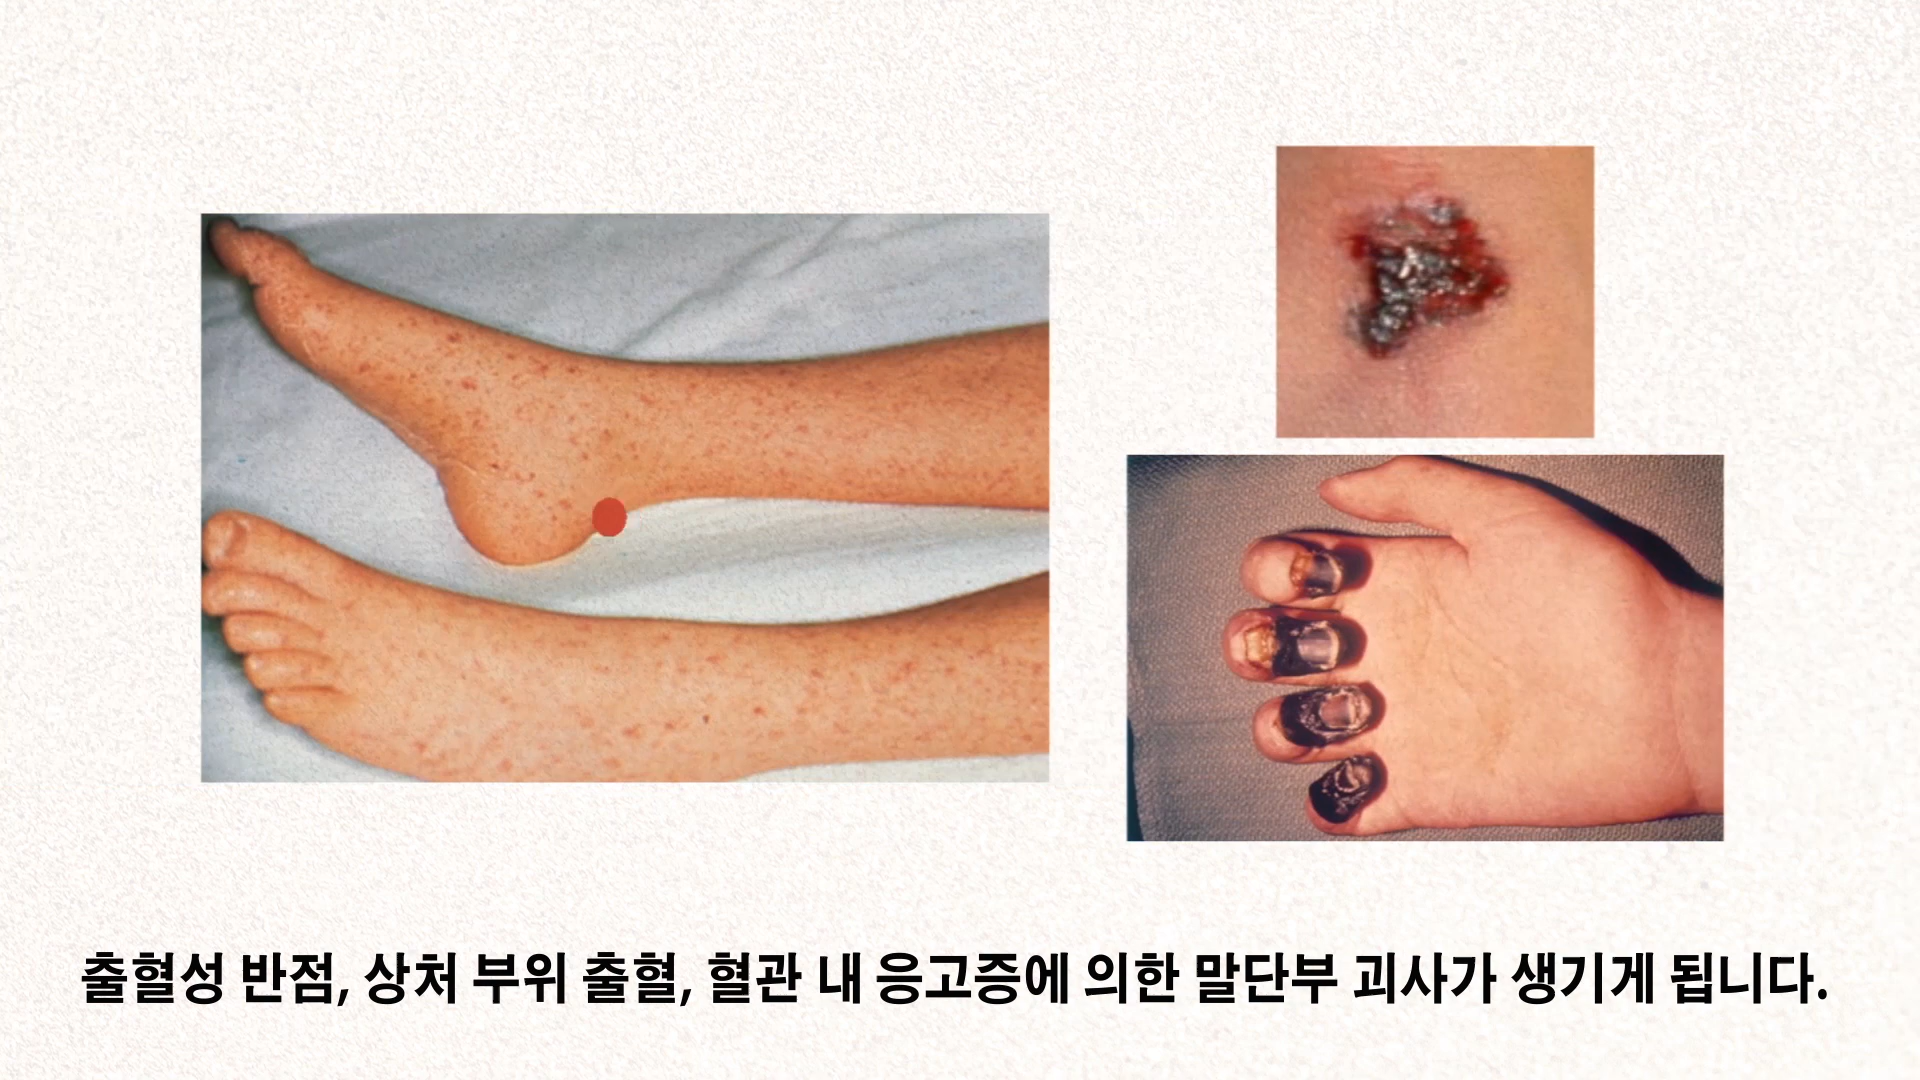 출혈성 반점, 상처 부위 출혈, 혈관 내 응고증에 의한 말단부 괴사가 생기게 됩니다.